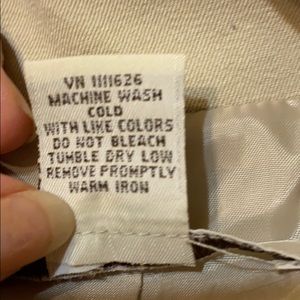 VN 1111626
MACHINE WASH
COLD
WITH LIKE COLORS
DO NOT BLEACH
TUMBLE DRY LOW
REMOVE PROMPTLY
WARM IRON